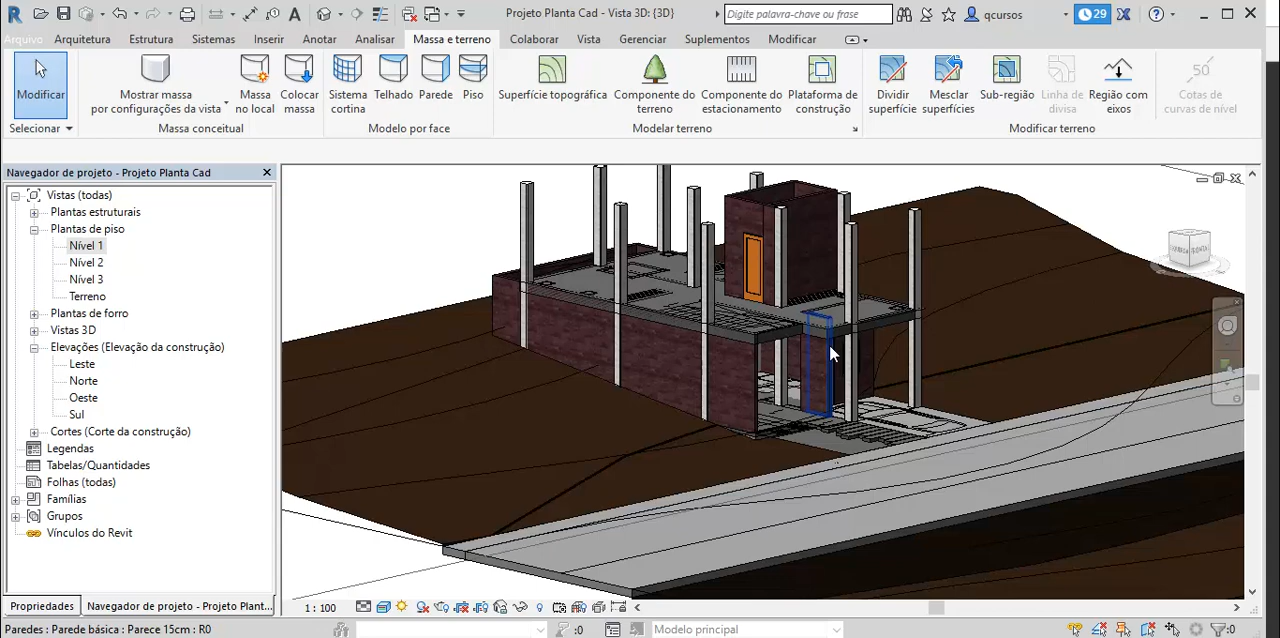 Projeto Planta Cad - Vista 3D: {3D}
Digite palavra-chave ou frase
qcursos
29
Arquivo Arquitetura Estrutura Sistemas Inserir Anotar Analisar Massa e terreno Colaborar Vista Gerenciar Suplementos Modificar
Modificar
Mostrar massa
por configurações da vista
Massa
no local
Colocar
massa
Sistema
cortina
Telhado
Parede
Piso
Superfície topográfica
Componente do
terreno
Componente do
estacionamento
Plataforma de
construção
Dividir
superfície
Mesclar
superfícies
Sub-região
Linha de
divisa
Região com
eixos
50
Cotas de
curvas de nível
Selecionar
Massa conceitual
Modelo por face
Modelar terreno
Modificar terreno
Navegador de projeto - Projeto Planta Cad
Vistas (todas)
Plantas estruturais
Plantas de piso
Nível 1
Nível 2
Nível 3
Terreno
Plantas de forro
Vistas 3D
Elevações (Elevação da construção)
Leste
Norte
Oeste
Sul
Cortes (Corte da construção)
Legendas
Tabelas/Quantidades
Folhas (todas)
Famílias
Grupos
Vínculos do Revit
Propriedades
Navegador de projeto - Projeto Plant...
1 : 100
Paredes : Parede básica : Parece 15cm : R0
:0
Modelo principal
:0